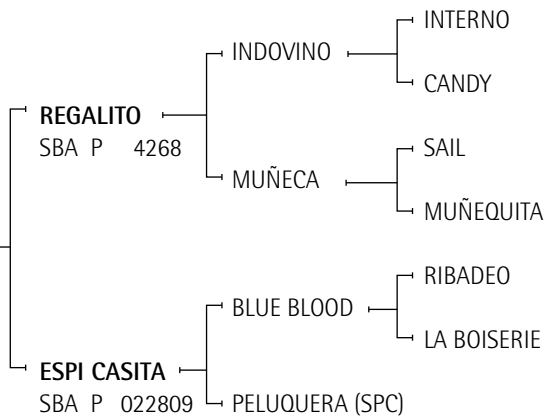 INTERNO
INDOVINO
CANDY
REGALITO
SBA P 4268
SAIL
MUÑECA
MUÑEQUITA
RIBADEO
BLUE BLOOD
LA BOISERIE
ESPI CASITA
SBA P 022809
PELUQUERA (SPC)